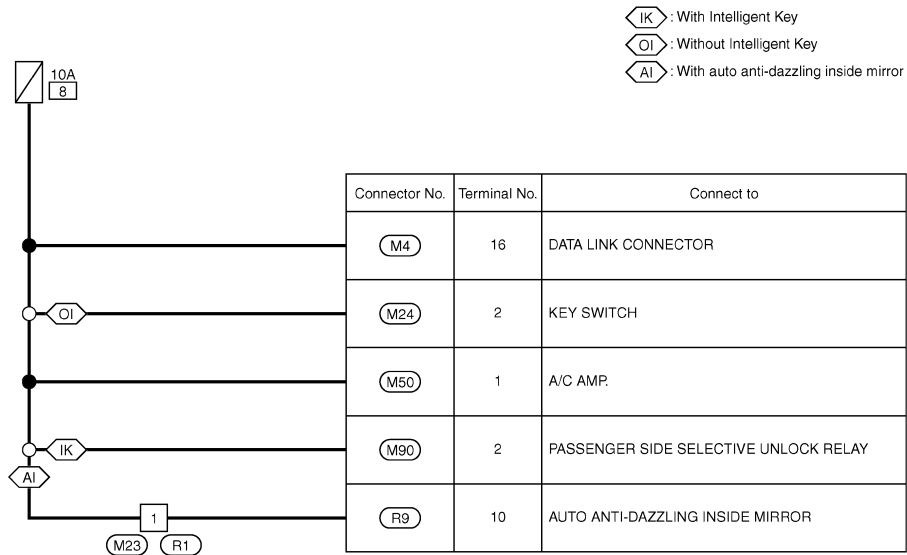 IK : With Intelligent Key
OI : Without Intelligent Key
AI : With auto anti-dazzling inside mirror
10A
8
Connector No. Terminal No. Connect to
M4 16 DATA LINK CONNECTOR
OI M24 2 KEY SWITCH
M50 1 A/C AMP.
IK M90 2 PASSENGER SIDE SELECTIVE UNLOCK RELAY
AI
1 R9 10 AUTO ANTI-DAZZLING INSIDE MIRROR
M23 R1